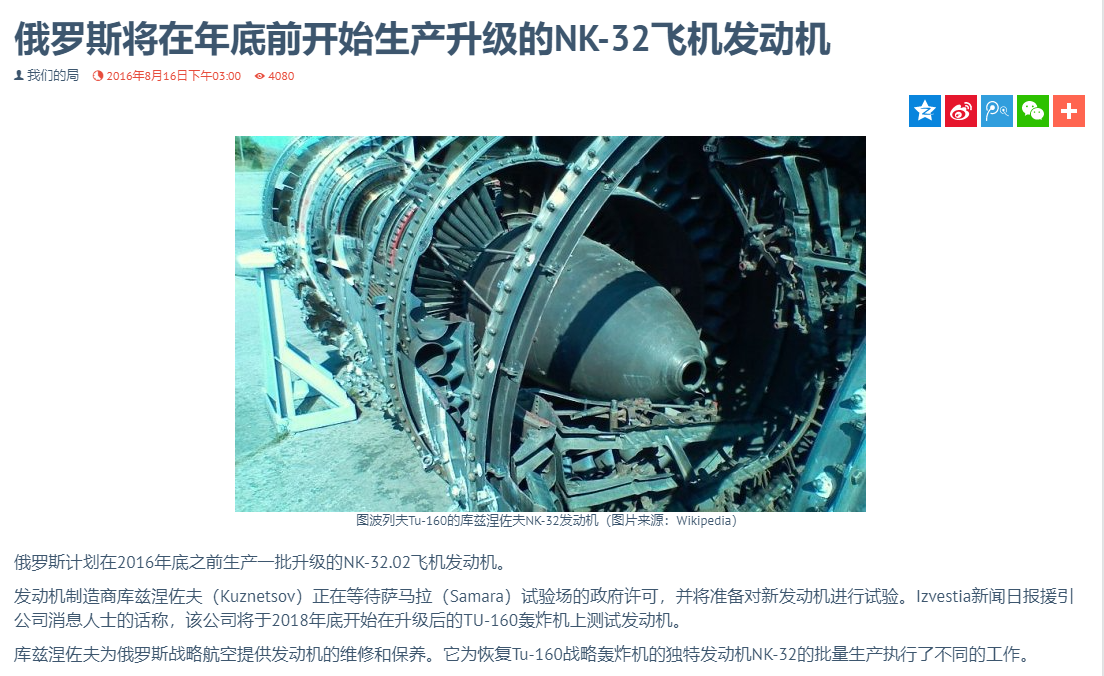 俄罗斯将在年底前开始生产升级的NK-32飞机发动机
我们的局 2016年8月16日下午03:00 4080
图波列夫Tu-160的库兹涅佐夫NK-32发动机（图片来源：Wikipedia）
俄罗斯计划在2016年底之前生产一批升级的NK-32.02飞机发动机。
发动机制造商库兹涅佐夫（Kuznetsov）正在等待萨马拉（Samara）试验场的政府许可，并将准备对新发动机进行试验。Izvestia新闻日报援引
公司消息人士的话称，该公司将于2018年底开始在升级后的TU-160轰炸机上测试发动机。
库兹涅佐夫为俄罗斯战略航空提供发动机的维修和保养。它为恢复Tu-160战略轰炸机的独特发动机NK-32的批量生产执行了不同的工作。